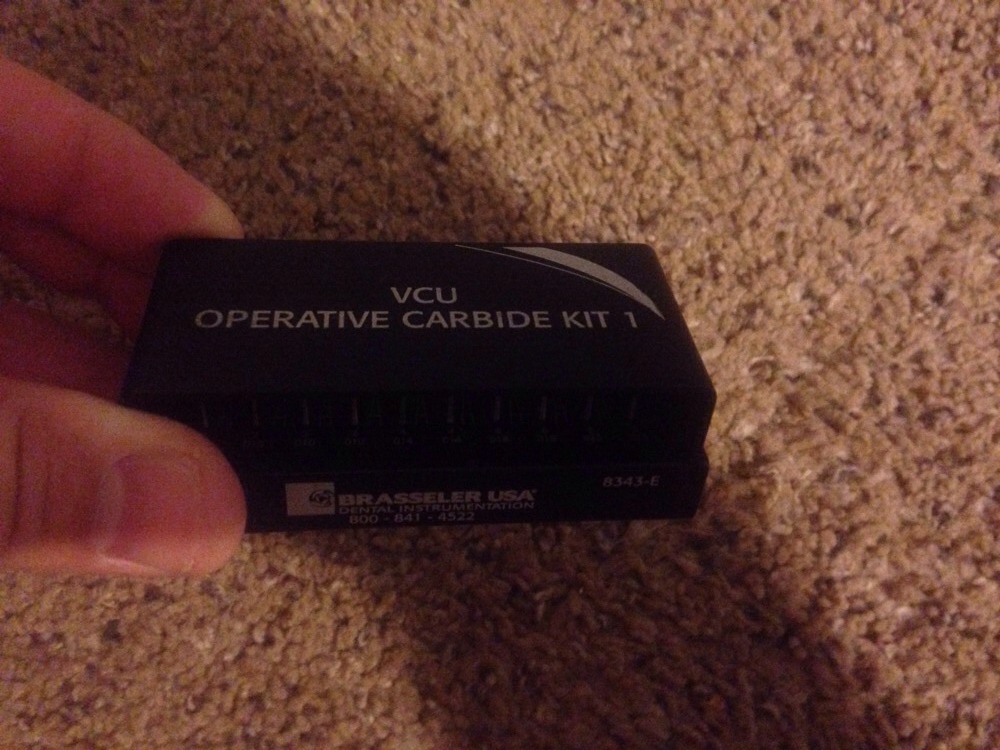 VCU
OPERATIVE CARBIDE KIT 1
BRASSELER USA
8343-E
DENTAL INSTRUMENTATION
800 - 841 - 4522